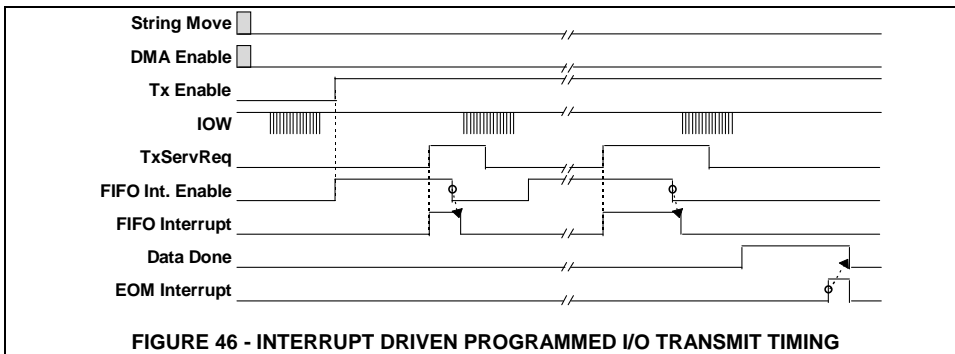 String Move
DMA Enable
Tx Enable
IOW
TxServReq
FIFO Int. Enable
FIFO Interrupt
Data Done
EOM Interrupt
FIGURE 46 - INTERRUPT DRIVEN PROGRAMMED I/O TRANSMIT TIMING